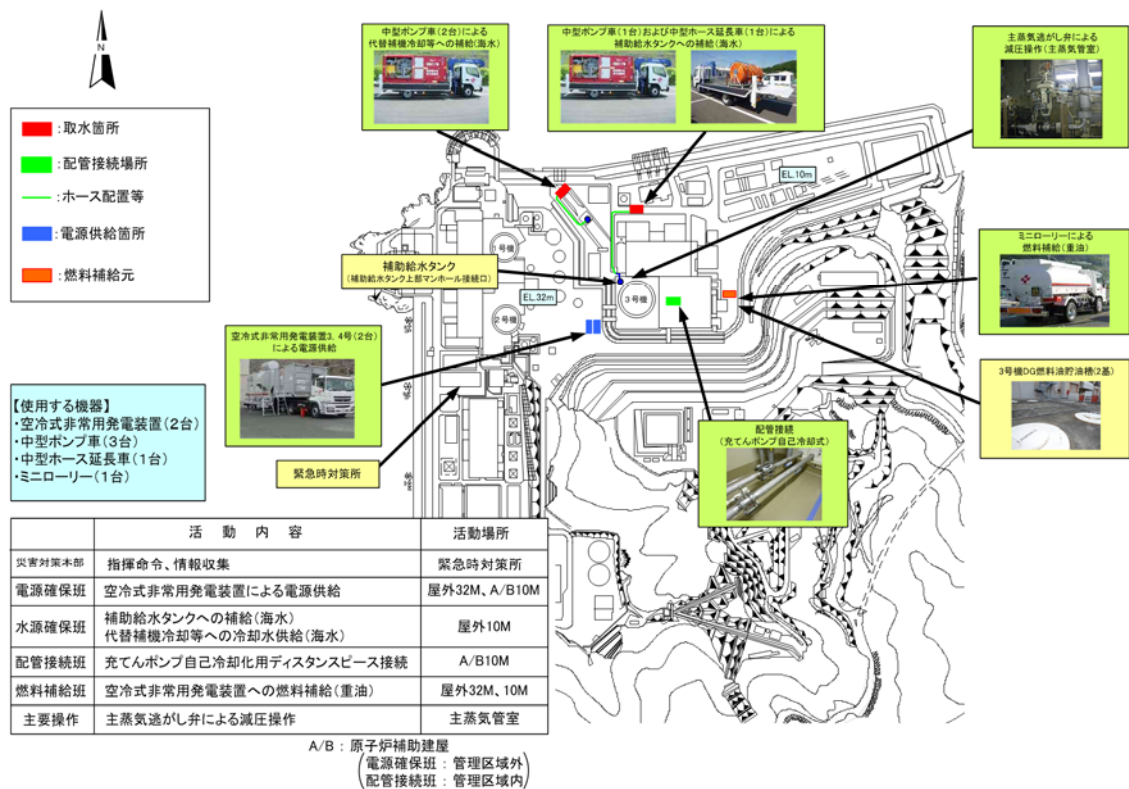 中型ポンプ車(2台)による
代替補機冷却等への補給(海水)
中型ポンプ車(1台)および中型ホース延長車(1台)による
補助給水タンクへの補給(海水)
主蒸気逃がし弁による
減圧操作(主蒸気管室)
N
:取水箇所
:配管接続場所
:ホース配置等
:電源供給箇所
:燃料補給元
EL.10m
1号機
補助給水タンク
(補助給水タンク上部マンホール接続口)
EL.32m
2号機
3号機
ミニローリーによる
燃料補給(重油)
空冷式非常用発電装置3, 4号(2台)
による電源供給
3号機DG燃料油貯油槽(2基)
【使用する機器】
・空冷式非常用発電装置(2台)
・中型ポンプ車(3台)
・中型ホース延長車(1台)
・ミニローリー(1台)
緊急時対策所
配管接続
(充てんポンプ自己冷却式)
活動内容 活動場所
災害対策本部 指揮命令、情報収集 緊急時対策所
電源確保班 空冷式非常用発電装置による電源供給 屋外32M、A/B10M
水源確保班 補助給水タンクへの補給(海水) 屋外10M
代替補機冷却等への冷却水供給(海水)
配管接続班 充てんポンプ自己冷却化用ディスタンスピース接続 A/B10M
燃料補給班 空冷式非常用発電装置への燃料補給(重油) 屋外32M、10M
主要操作 主蒸気逃がし弁による減圧操作 主蒸気管室
A/B : 原子炉補助建屋
(電源確保班 : 管理区域外
配管接続班 : 管理区域内)